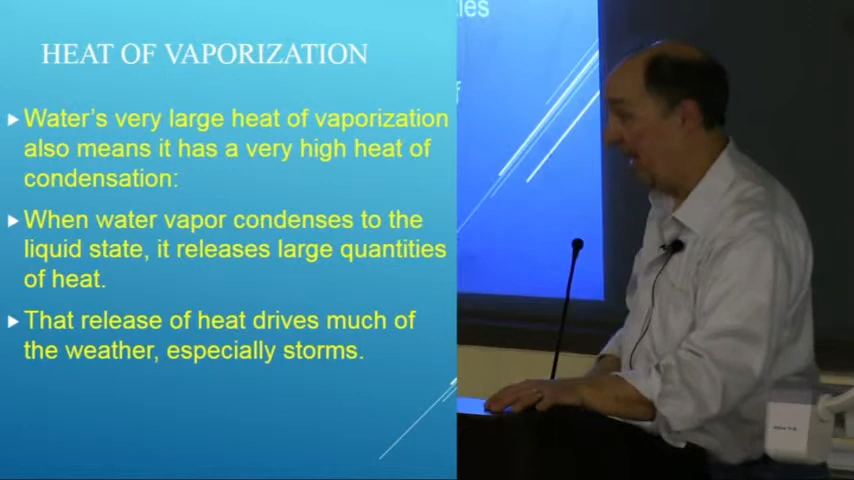 HEAT OF VAPORIZATION
Water's very large heat of vaporization
also means it has a very high heat of
condensation:
When water vapor condenses to the
liquid state, it releases large quantities
of heat.
That release of heat drives much of
the weather, especially storms.